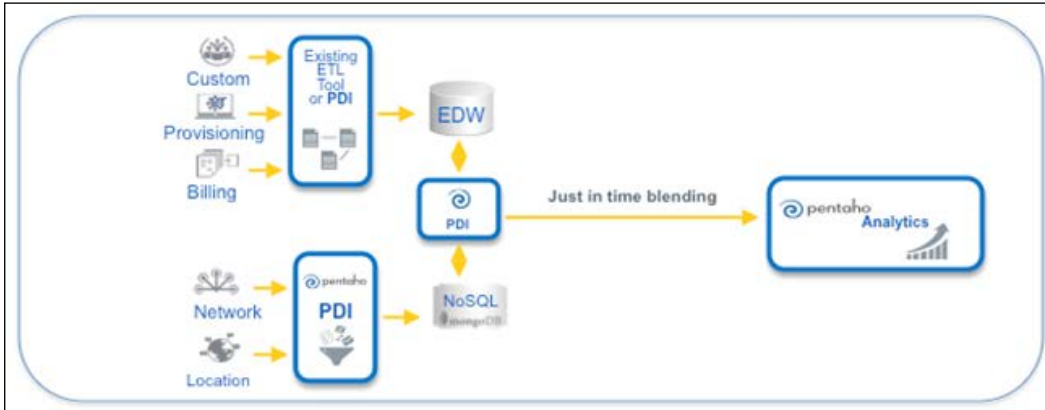 Custom
Provisioning
Billing
Existing
ETL
Tool
or PDI
EDW
PDI
Just in time blending
pentaho
Analytics
Network
Location
pentaho
PDI
NoSQL
mongoDB